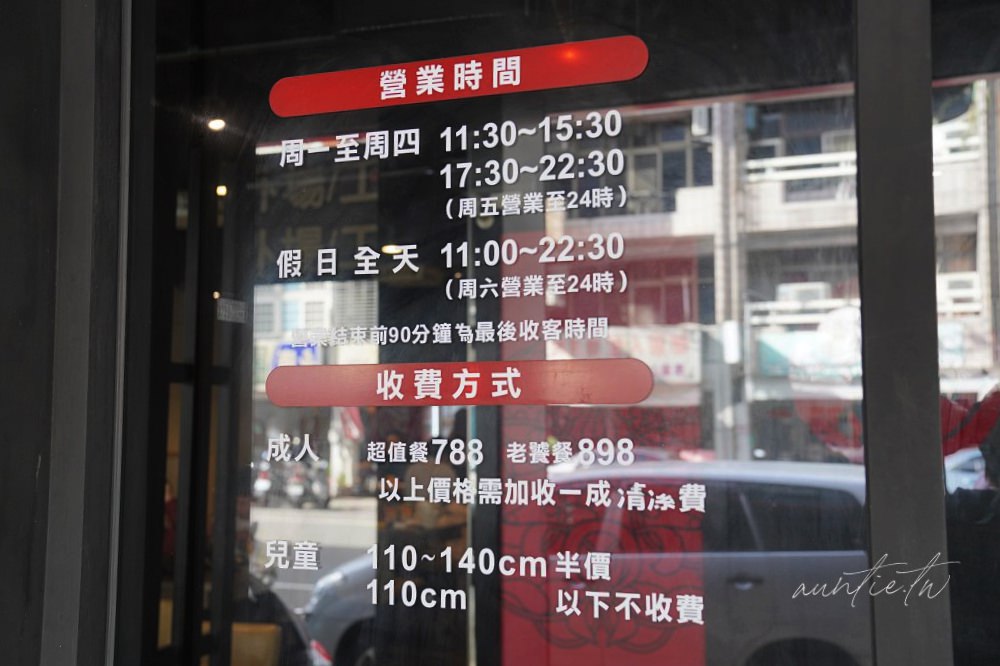 營業時間
周一至周四 11:30~15:30
17:30~22:30
(周五營業至24時)
假日全天 11:00~22:30
(周六營業至24時)
營業結束前90分鐘為最後收客時間
收費方式
成人 超值餐788 老饕餐898
以上價格需加收一成清潔費
兒童 110~140cm 半價
110cm 以下不收費
auntie.tw